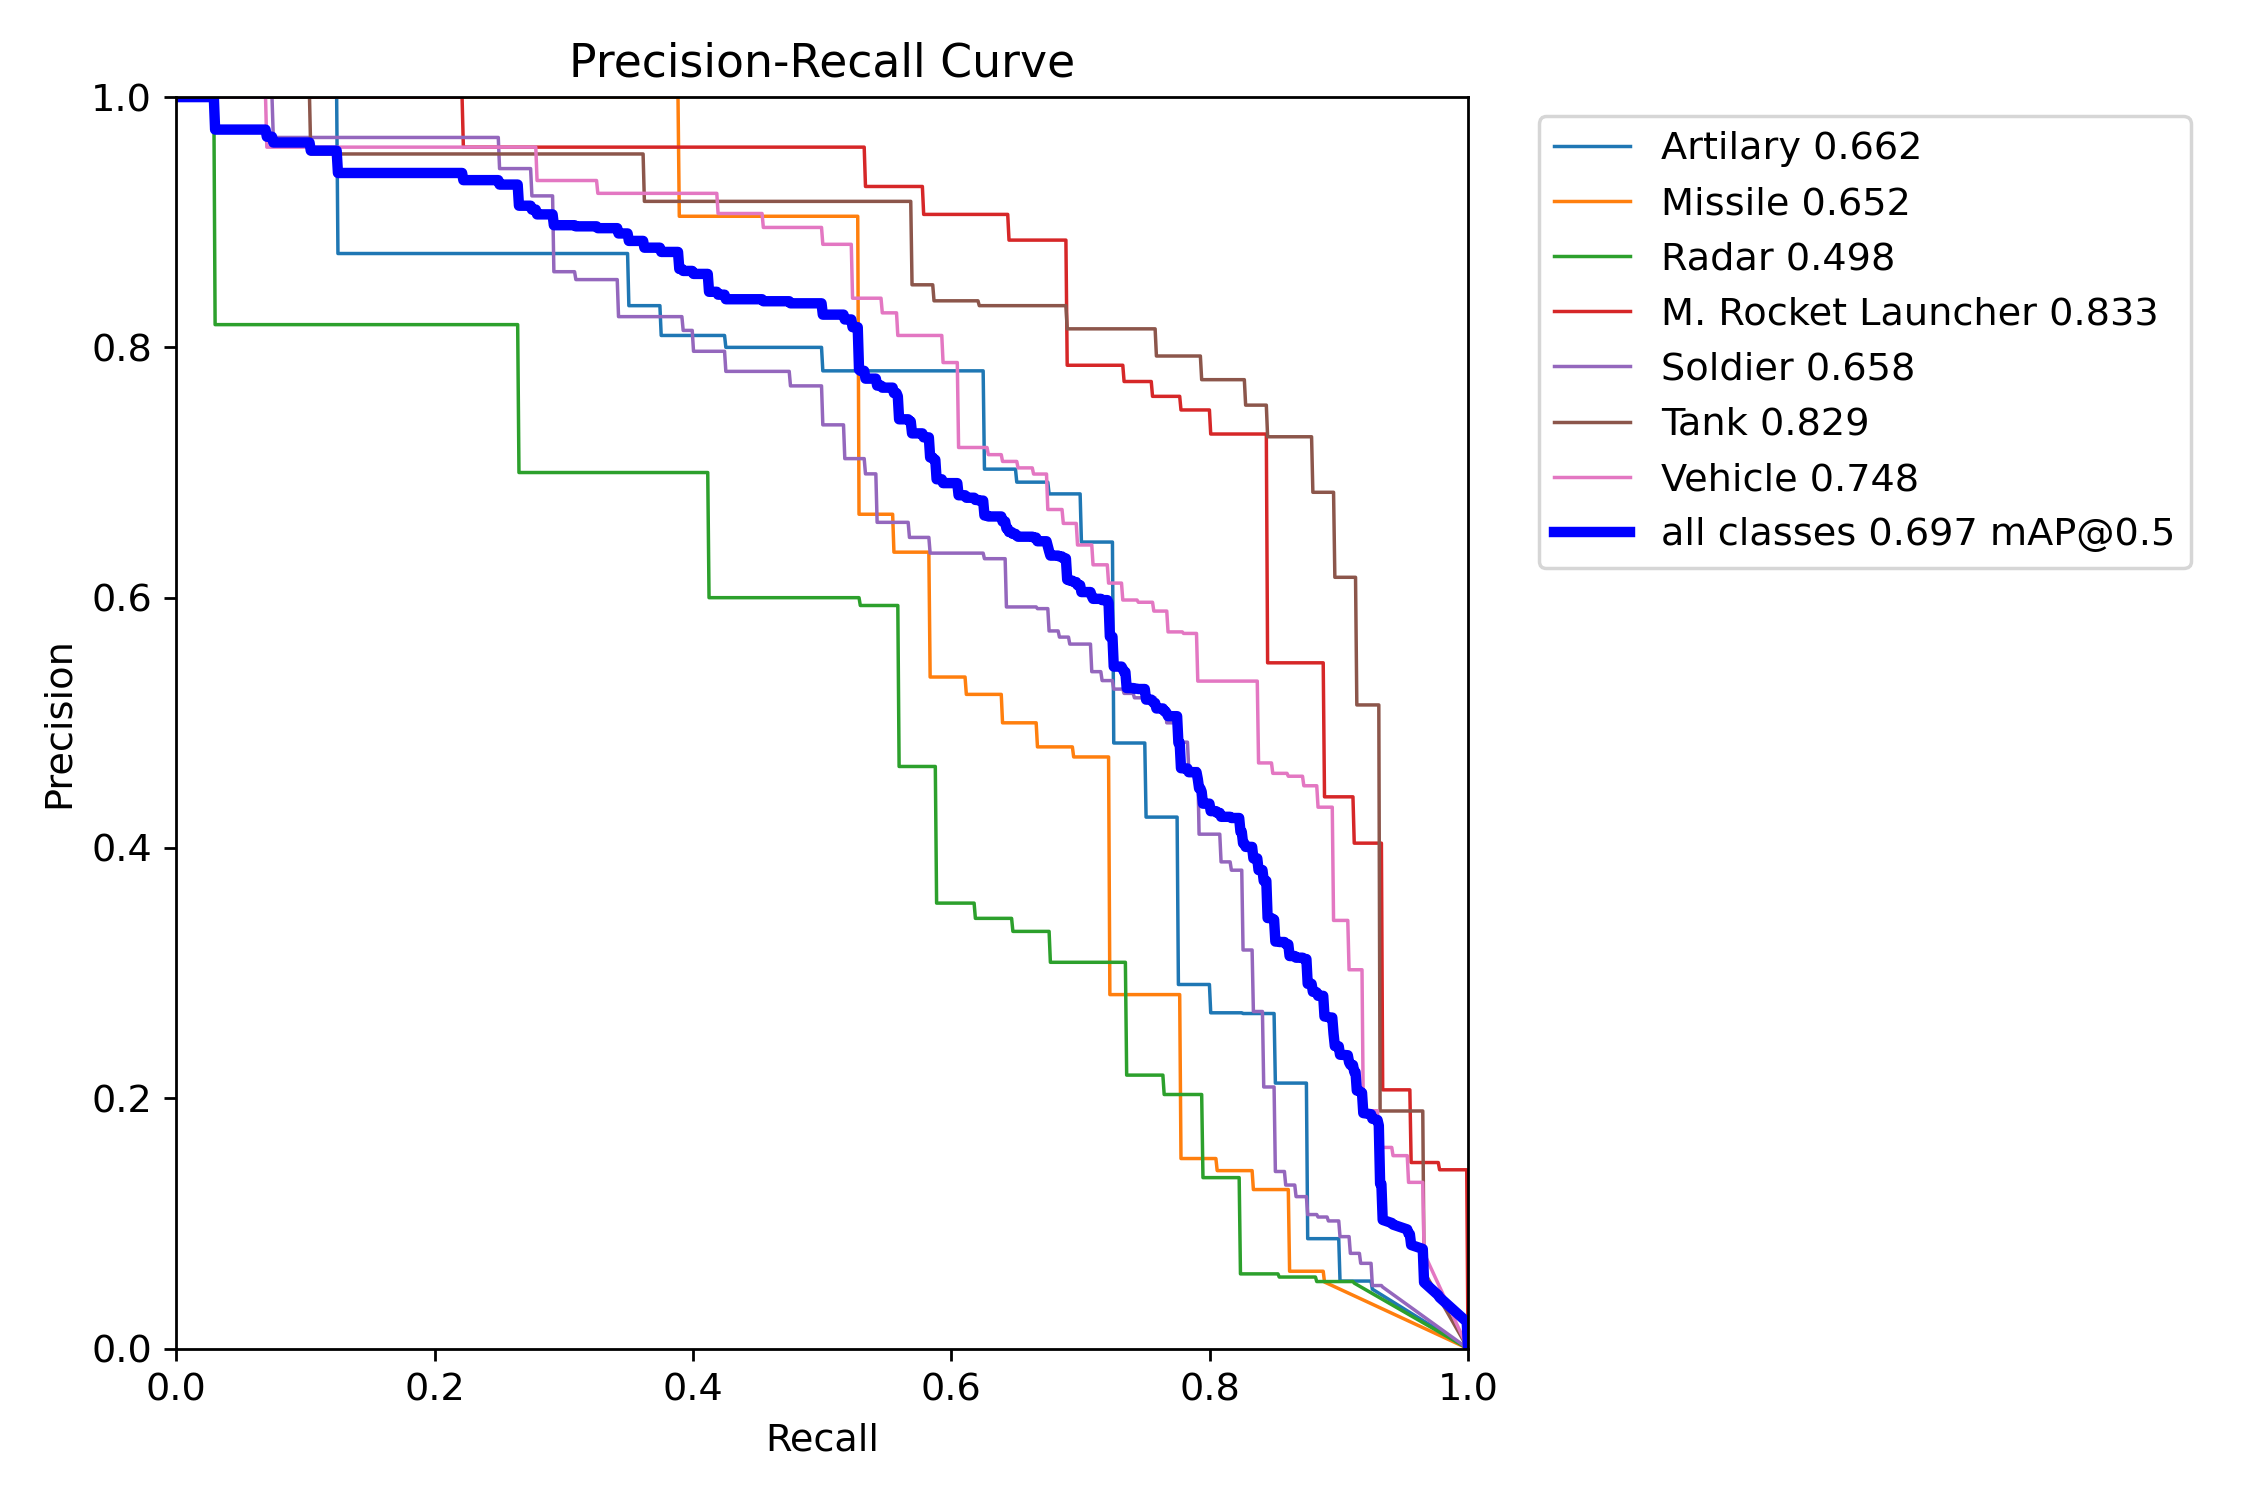 Precision-Recall Curve
1.0
0.8
0.6
0.4
0.2
0.0
Precision
0.0 0.2 0.4 0.6 0.8 1.0
Recall
Artilary 0.662
Missile 0.652
Radar 0.498
M. Rocket Launcher 0.833
Soldier 0.658
Tank 0.829
Vehicle 0.748
all classes 0.697 mAP@0.5